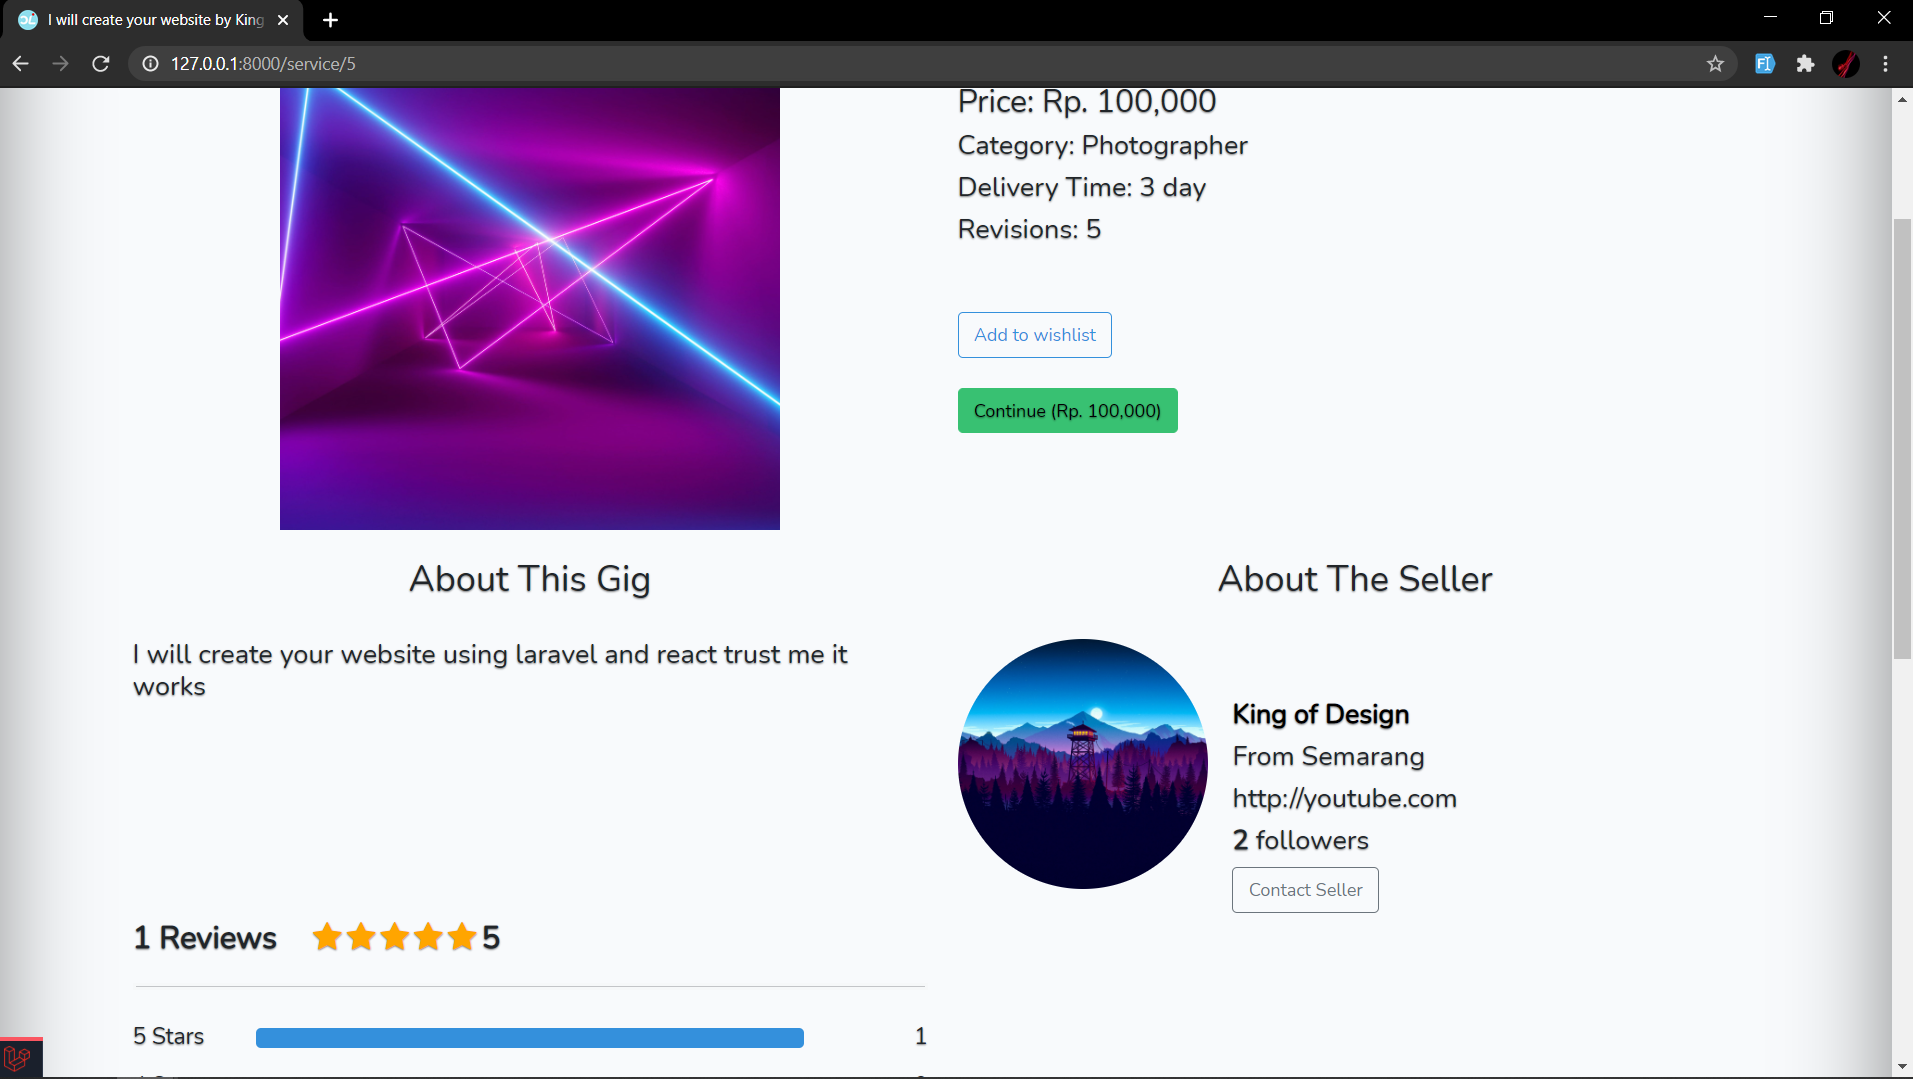 I will create your website by King
127.0.0.1:8000/service/5
Price: Rp. 100,000
Category: Photographer
Delivery Time: 3 day
Revisions: 5
Add to wishlist
Continue (Rp. 100,000)
About This Gig
I will create your website using laravel and react trust me it
works
About The Seller
King of Design
From Semarang
http://youtube.com
2 followers
Contact Seller
1 Reviews 5
5 Stars 1